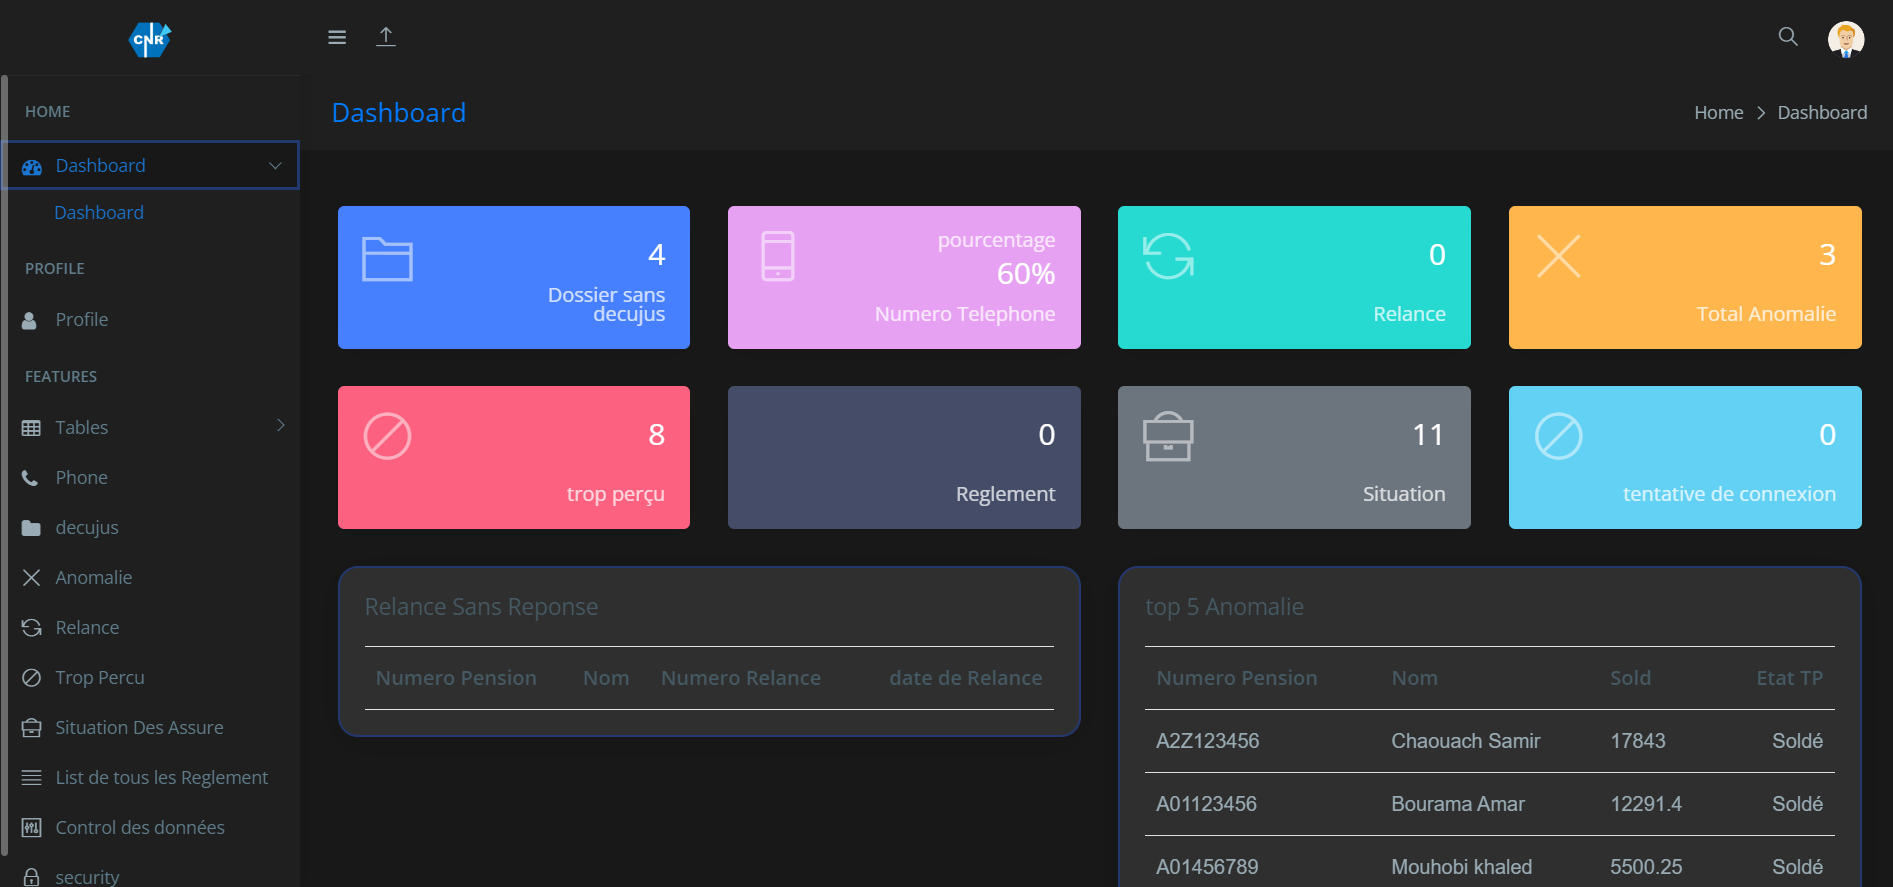 CNR
HOME
Dashboard
Dashboard
PROFILE
Profile
FEATURES
Tables
Phone
decujus
Anomalie
Relance
Trop Percu
Situation Des Assure
List de tous les Reglement
Control des données
security
Dashboard
Home > Dashboard
4
Dossier sans
decujus
pourcentage
60%
Numero Telephone
0
Relance
3
Total Anomalie
8
trop perçu
0
Reglement
11
Situation
0
tentative de connexion
Relance Sans Reponse
Numero Pension Nom Numero Relance date de Relance
top 5 Anomalie
Numero Pension Nom Sold Etat TP
A2Z123456 Chaouach Samir 17843 Soldé
A01123456 Bourama Amar 12291.4 Soldé
A01456789 Mouhobi khaled 5500.25 Soldé